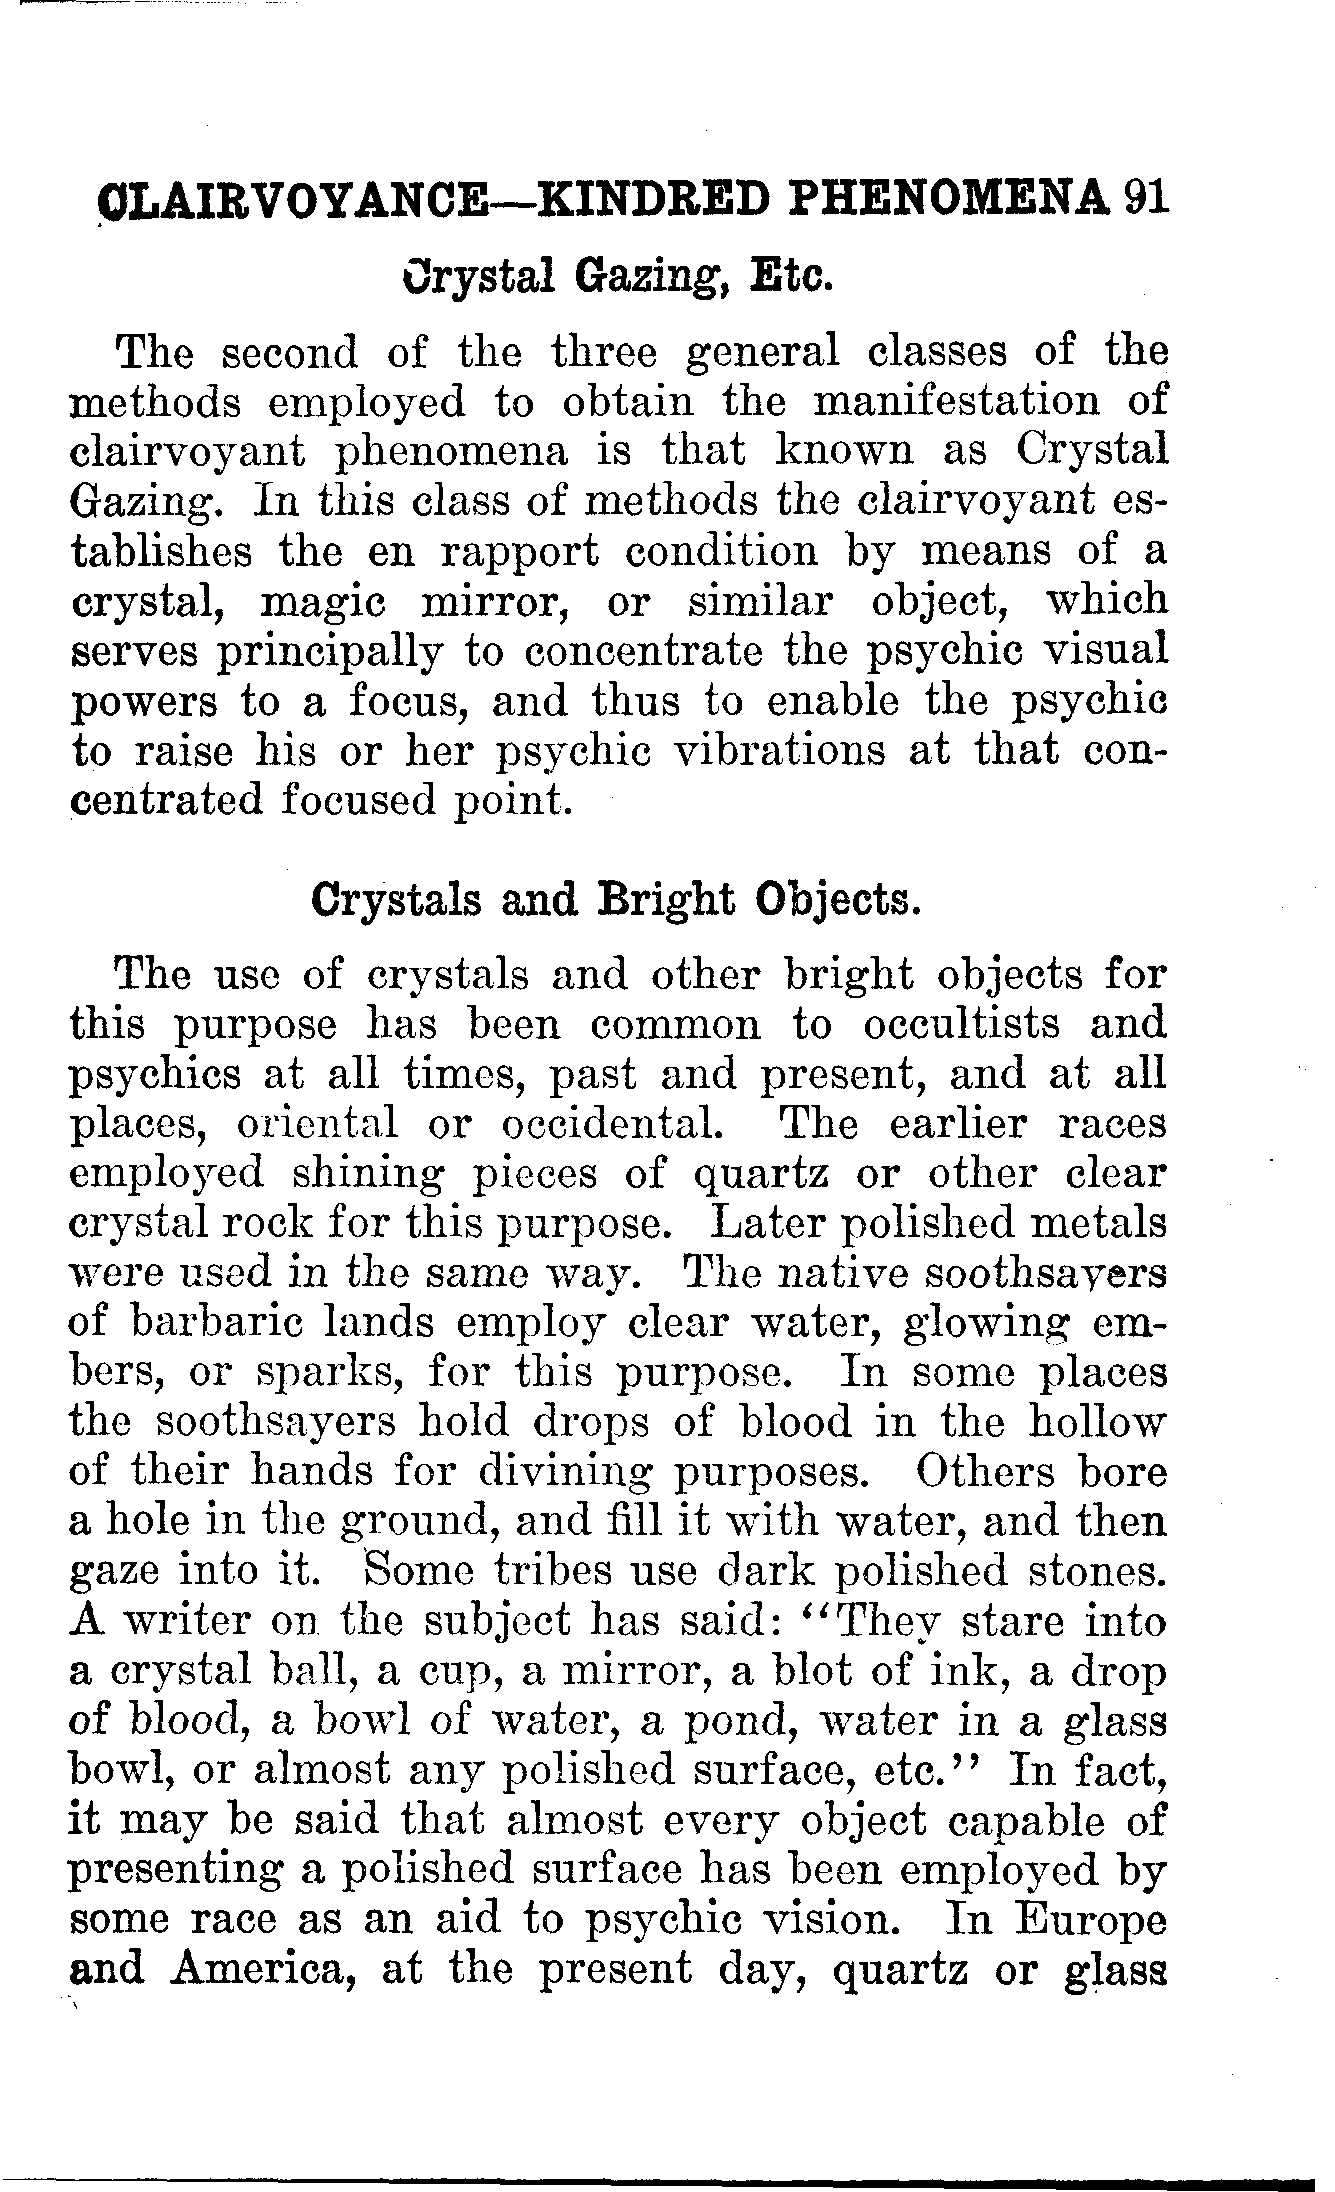 CLAIRVOYANCE—KINDRED PHENOMENA 91
Crystal Gazing, Etc.
The second of the three general classes of the
methods employed to obtain the manifestation of
clairvoyant phenomena is that known as Crystal
Gazing. In this class of methods the clairvoyant es-
tablishes the en rapport condition by means of a
crystal, magic mirror, or similar object, which
serves principally to concentrate the psychic visual
powers to a focus, and thus to enable the psychic
to raise his or her psychic vibrations at that con-
centrated focused point.
Crystals and Bright Objects.
The use of crystals and other bright objects for
this purpose has been common to occultists and
psychics at all times, past and present, and at all
places, oriental or occidental. The earlier races
employed shining pieces of quartz or other clear
crystal rock for this purpose. Later polished metals
were used in the same way. The native soothsayers
of barbaric lands employ clear water, glowing em-
bers, or sparks, for this purpose. In some places
the soothsayers hold drops of blood in the hollow
of their hands for divining purposes. Others bore
a hole in the ground, and fill it with water, and then
gaze into it. Some tribes use dark polished stones.
A writer on the subject has said: "They stare into
a crystal ball, a cup, a mirror, a blot of ink, a drop
of blood, a bowl of water, a pond, water in a glass
bowl, or almost any polished surface, etc." In fact,
it may be said that almost every object capable of
presenting a polished surface has been employed by
some race as an aid to psychic vision. In Europe
and America, at the present day, quartz or glass